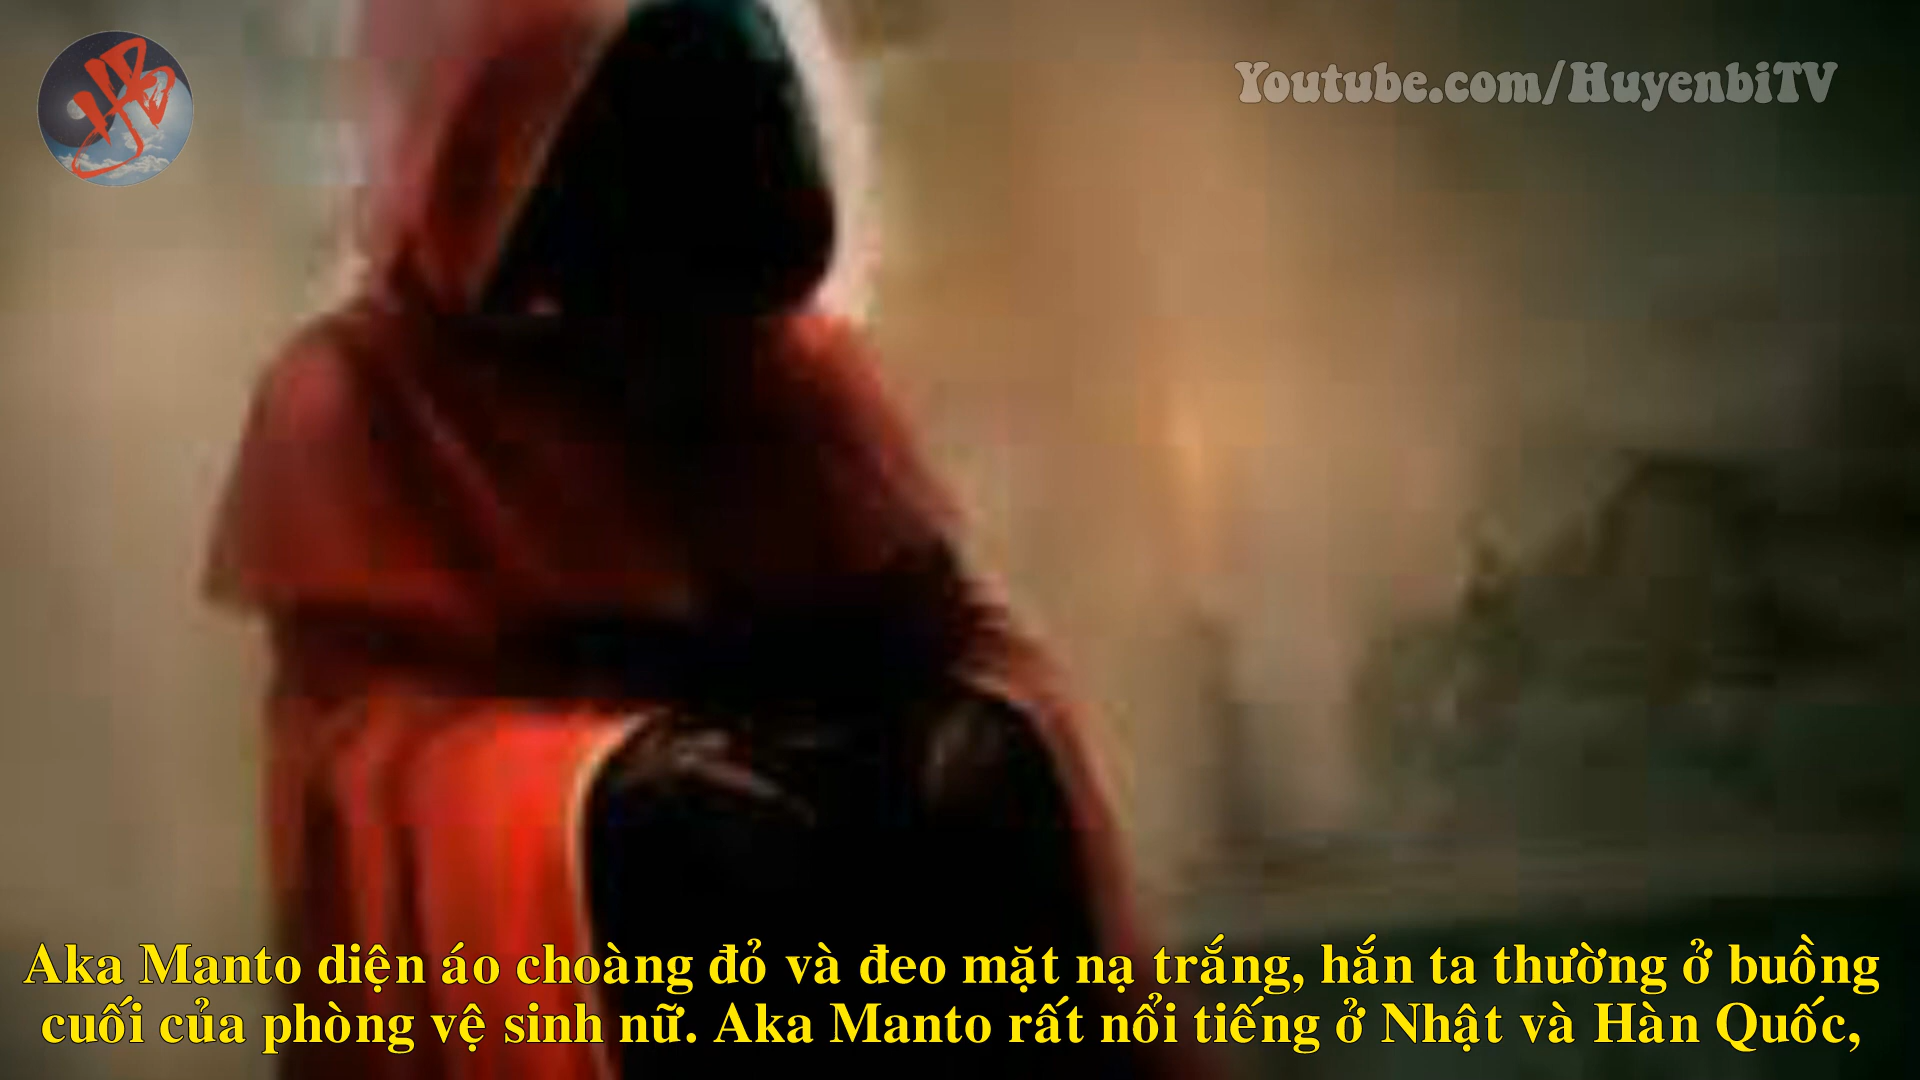 HB
Youtube.com/HuyenbiTV
Aka Manto diện áo choàng đỏ và đeo mặt nạ trắng, hắn ta thường ở buồng
cuối của phòng vệ sinh nữ. Aka Manto rất nổi tiếng ở Nhật và Hàn Quốc,